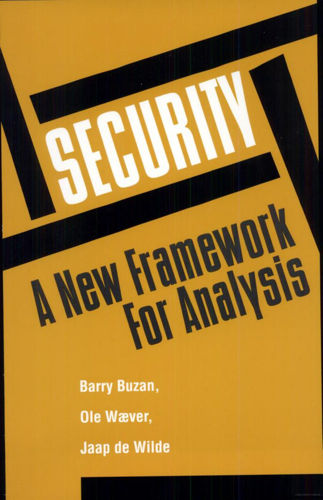 SECURITY
A New Framework
For Analysis
Barry Buzan,
Ole Wæver,
Jaap de Wilde